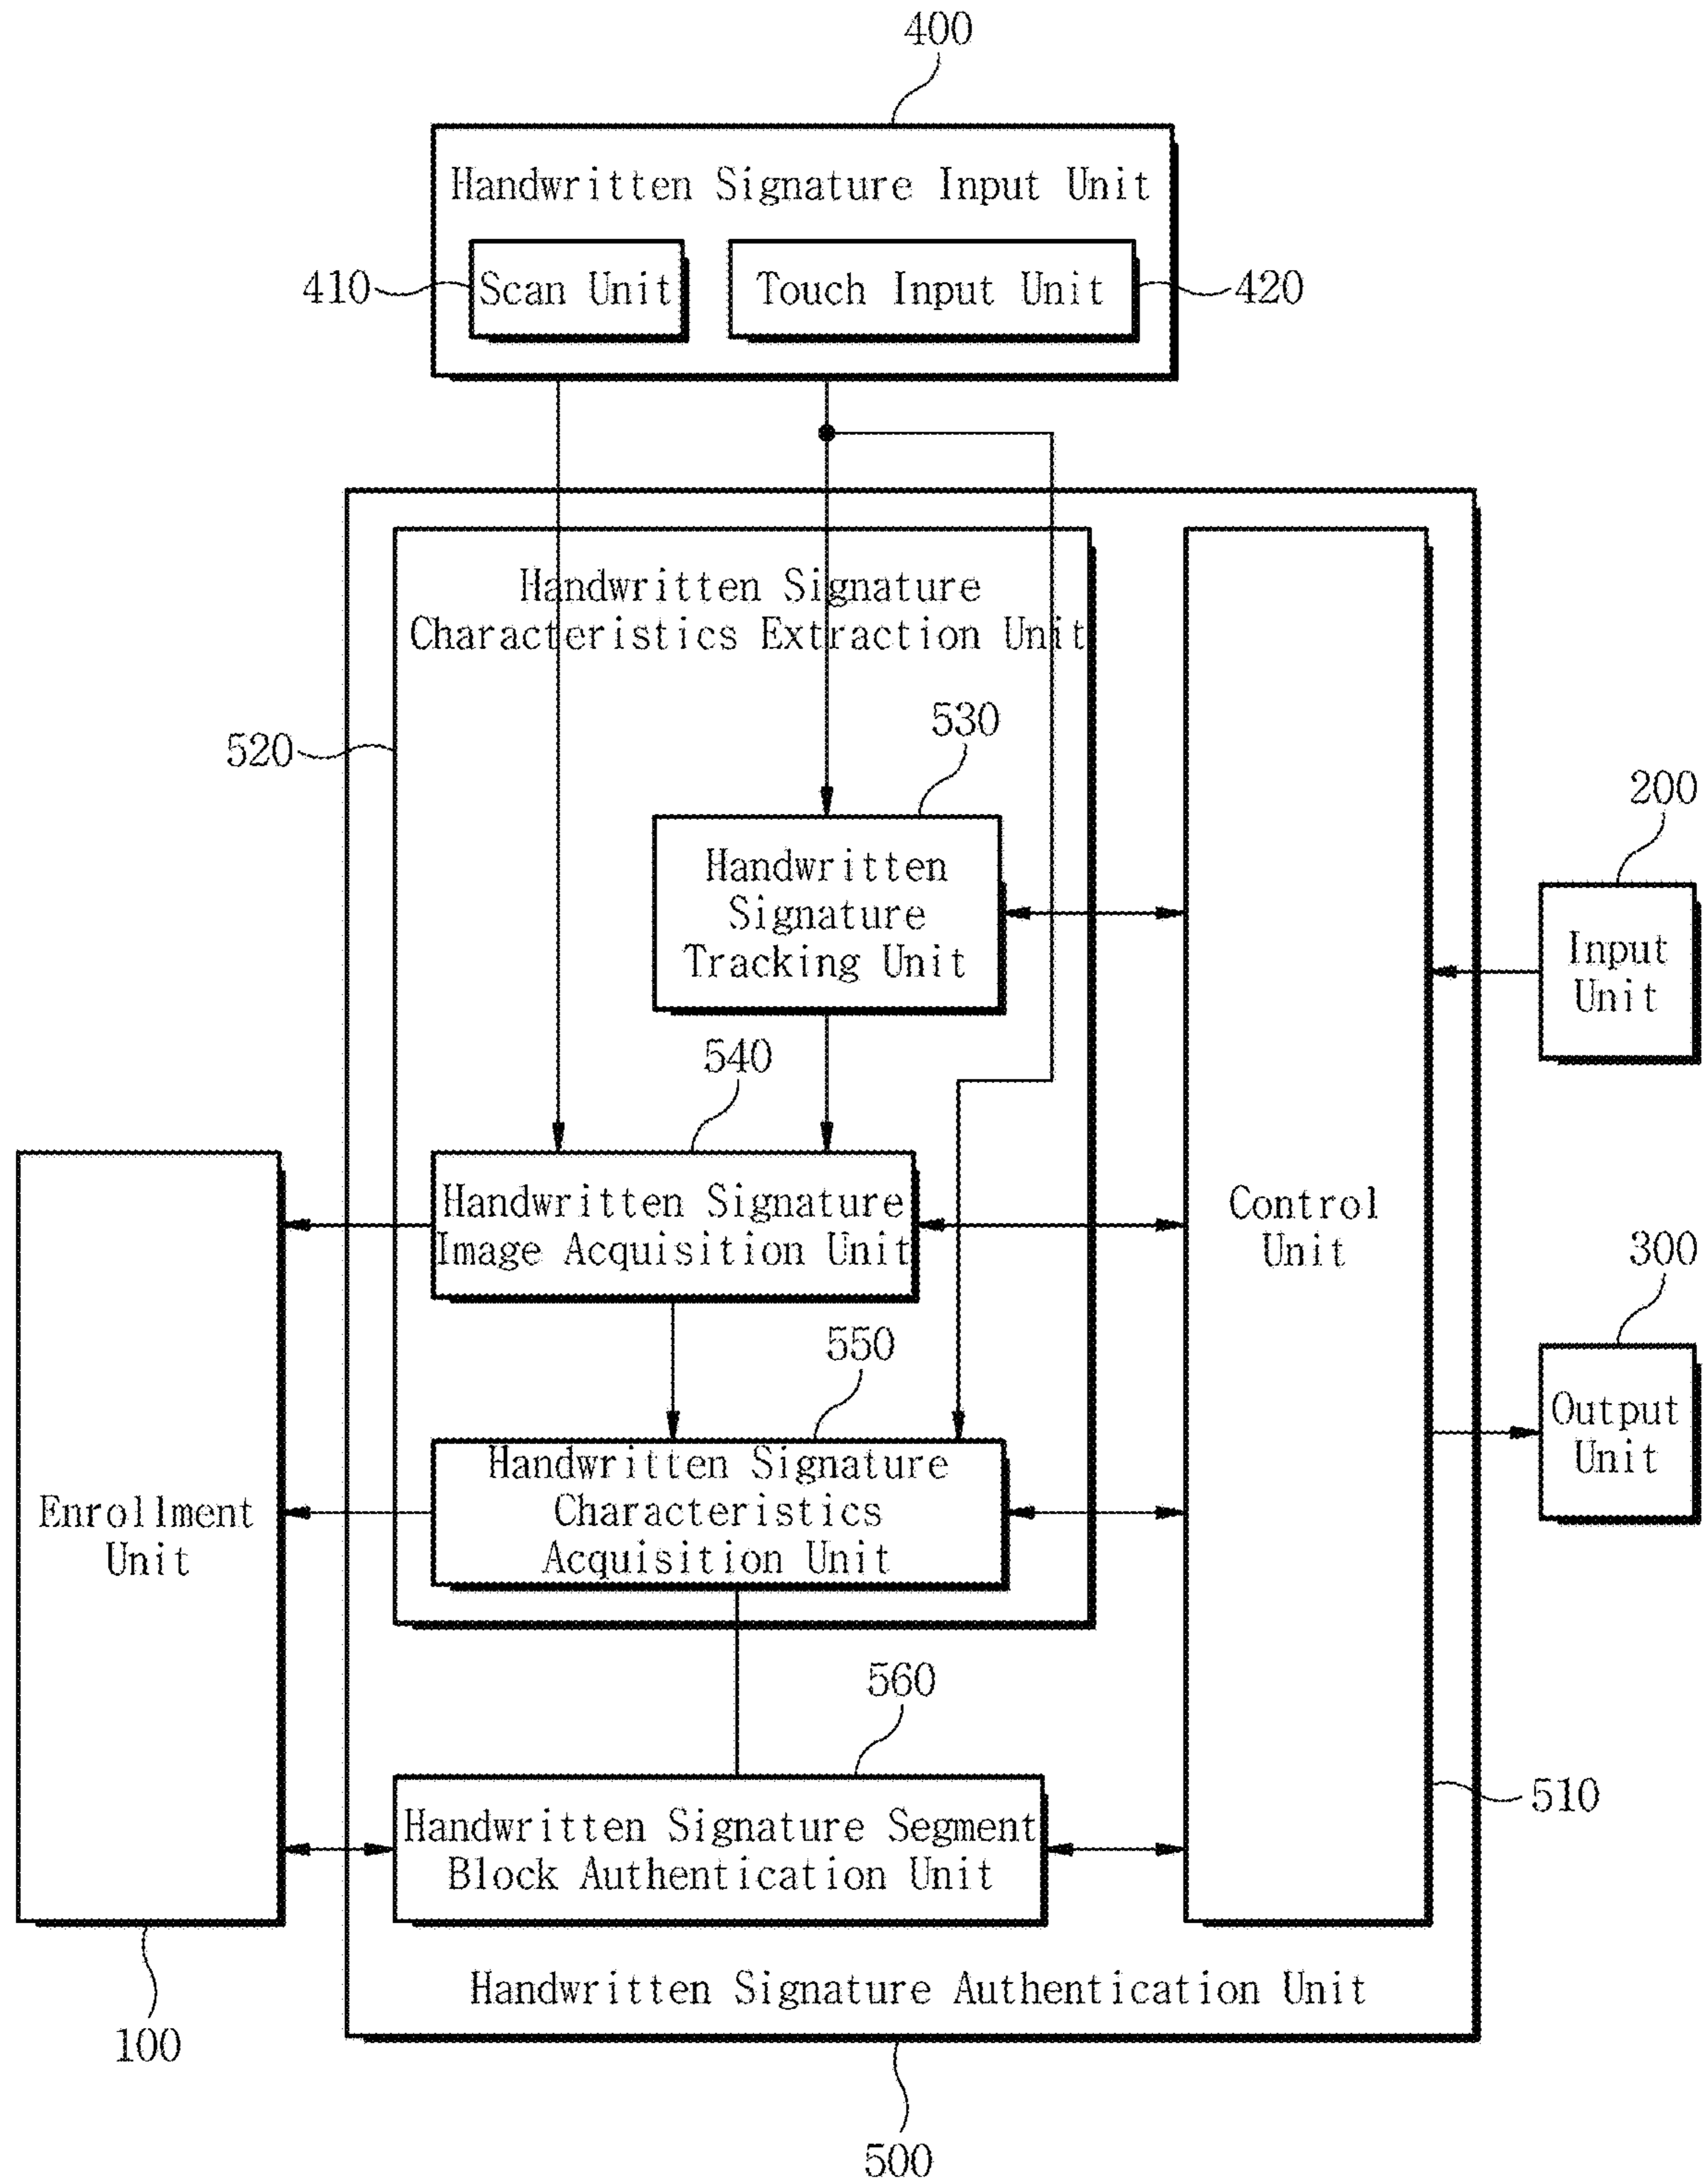 400
Handwritten Signature Input Unit
410
Scan Unit
Touch Input Unit
420
Handwritten Signature
Characteristics Extraction Unit
520
530
Handwritten
Signature
Tracking Unit
200
Input
Unit
540
Handwritten Signature
Image Acquisition Unit
Control
Unit
300
Output
Unit
550
Handwritten Signature
Characteristics
Acquisition Unit
Enrollment
Unit
560
510
Handwritten Signature Segment
Block Authentication Unit
Handwritten Signature Authentication Unit
100
500